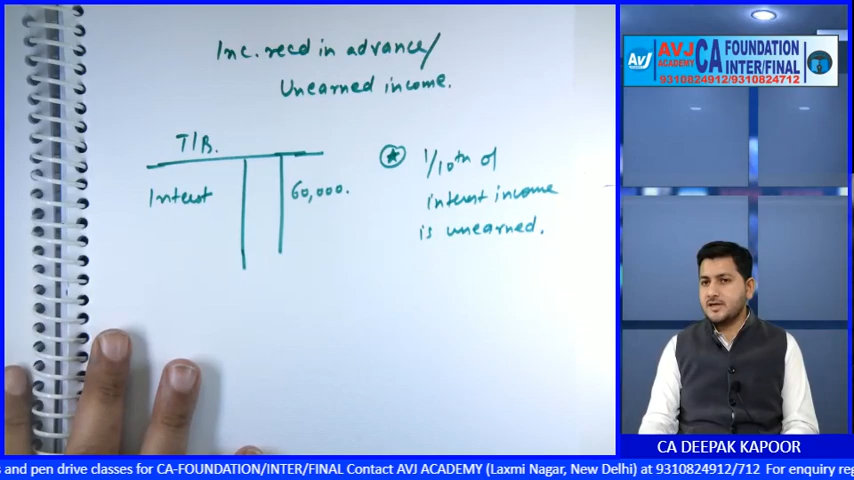 Inc. recd in advance/
Unearned income.
T/B.
Interest 60,000.
1/10th of
interest income
is unearned.
AVJ
AVJ
ACADEMY
CA
FOUNDATION
INTER/FINAL
9310824912/9310824712
CA DEEPAK KAPOOR
s and pen drive classes for CA-FOUNDATION/INTER/FINAL Contact AVJ ACADEMY (Laxmi Nagar, New Delhi) at 9310824912/712 For enquiry reg